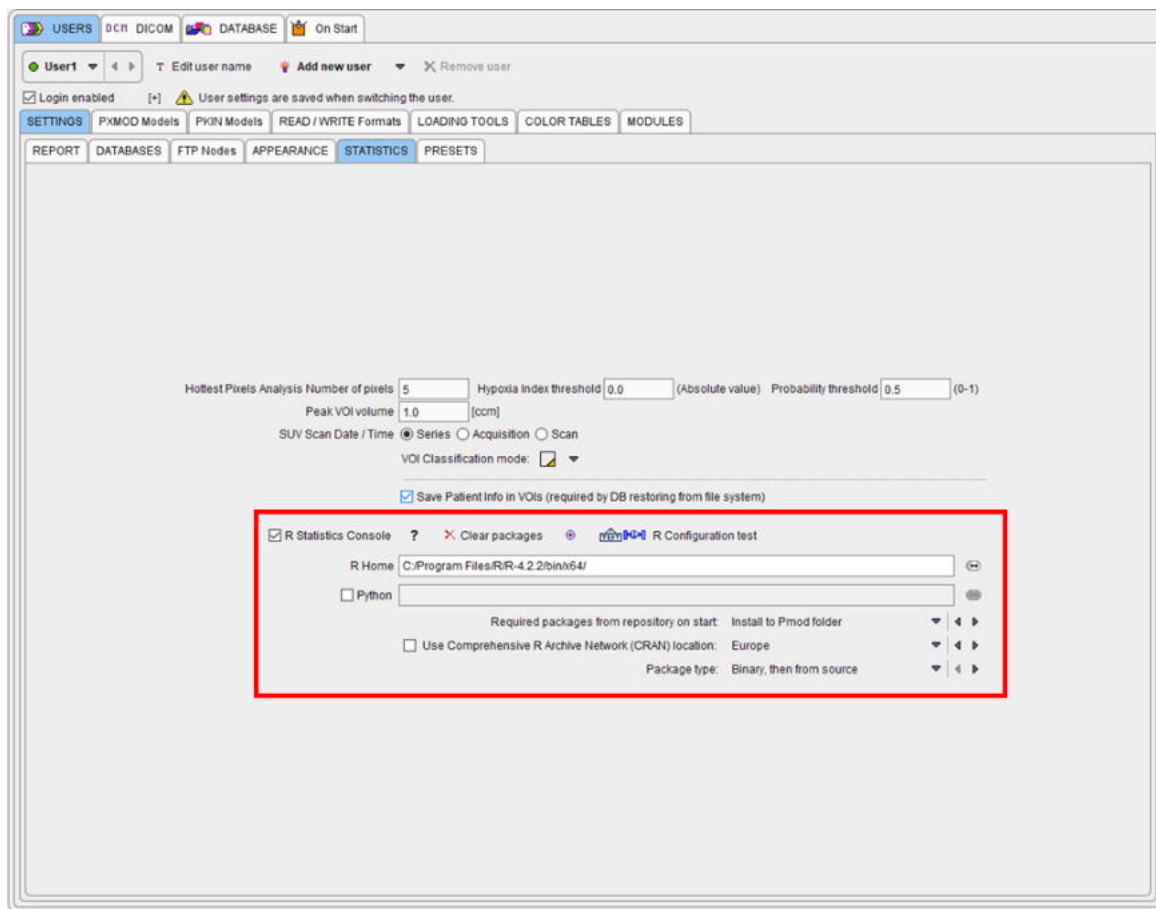 USERS DCM DICOM DATABASE On Start
User1 T Edit user name Add new user Remove user
Login enabled [+] User settings are saved when switching the user.
SETTINGS PXMOD Models PKIN Models READ / WRITE Formats LOADING TOOLS COLOR TABLES MODULES
REPORT DATABASES FTP Nodes APPEARANCE STATISTICS PRESETS
Hottest Pixels Analysis Number of pixels 5 Hypoxia Index threshold 0.0 (Absolute value) Probability threshold 0.5 (0-1)
Peak VOI volume 1.0 [ccm]
SUV Scan Date / Time Series Acquisition Scan
VOI Classification mode:
Save Patient Info in VOIs (required by DB restoring from file system)
R Statistics Console ? Clear packages R Configuration test
R Home C:/Program Files/R/R-4.2.2/bin/x64/
Python
Required packages from repository on start: Install to Pmod folder
Use Comprehensive R Archive Network (CRAN) location: Europe
Package type: Binary, then from source